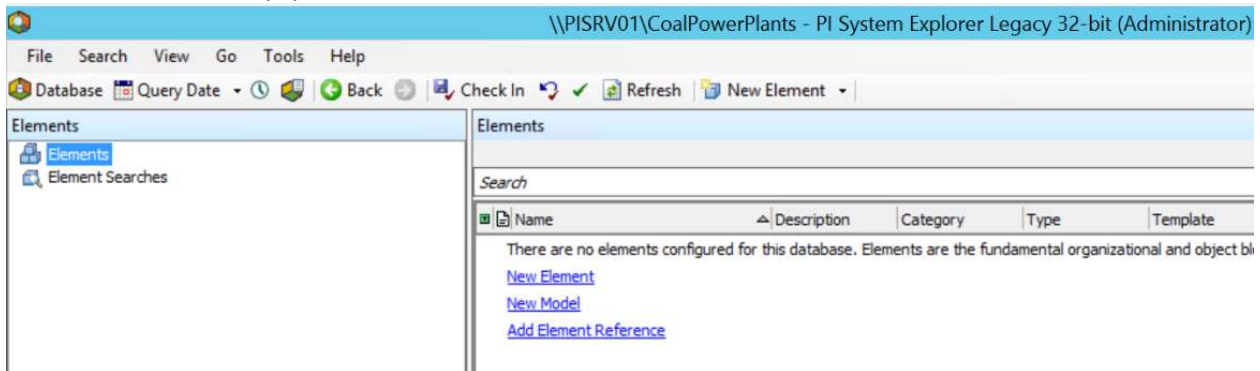 \\PISRV01\CoalPowerPlants - PI System Explorer Legacy 32-bit (Administrator)
File Search View Go Tools Help
Database Query Date Back Check In Refresh New Element
Elements
Elements
Element Searches
Elements
Search
Name Description Category Type Template
There are no elements configured for this database. Elements are the fundamental organizational and object
New Element
New Model
Add Element Reference